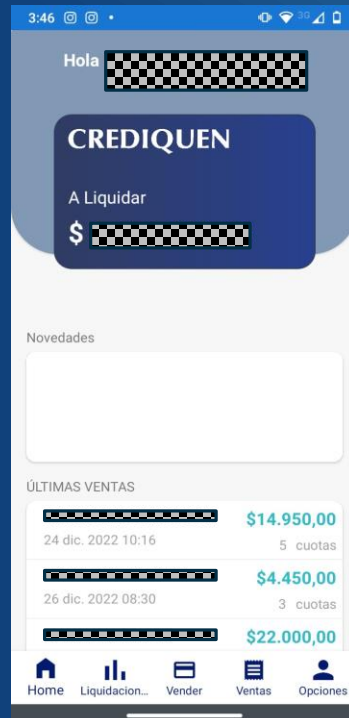 3:46
3G
Hola
CREDIQUEN
A Liquidar
$
Novedades
ÚLTIMAS VENTAS
$14.950,00
24 dic. 2022 10:16
5 cuotas
$4.450,00
26 dic. 2022 08:30
3 cuotas
$22.000,00
Home Liquidacion... Vender Ventas Opciones